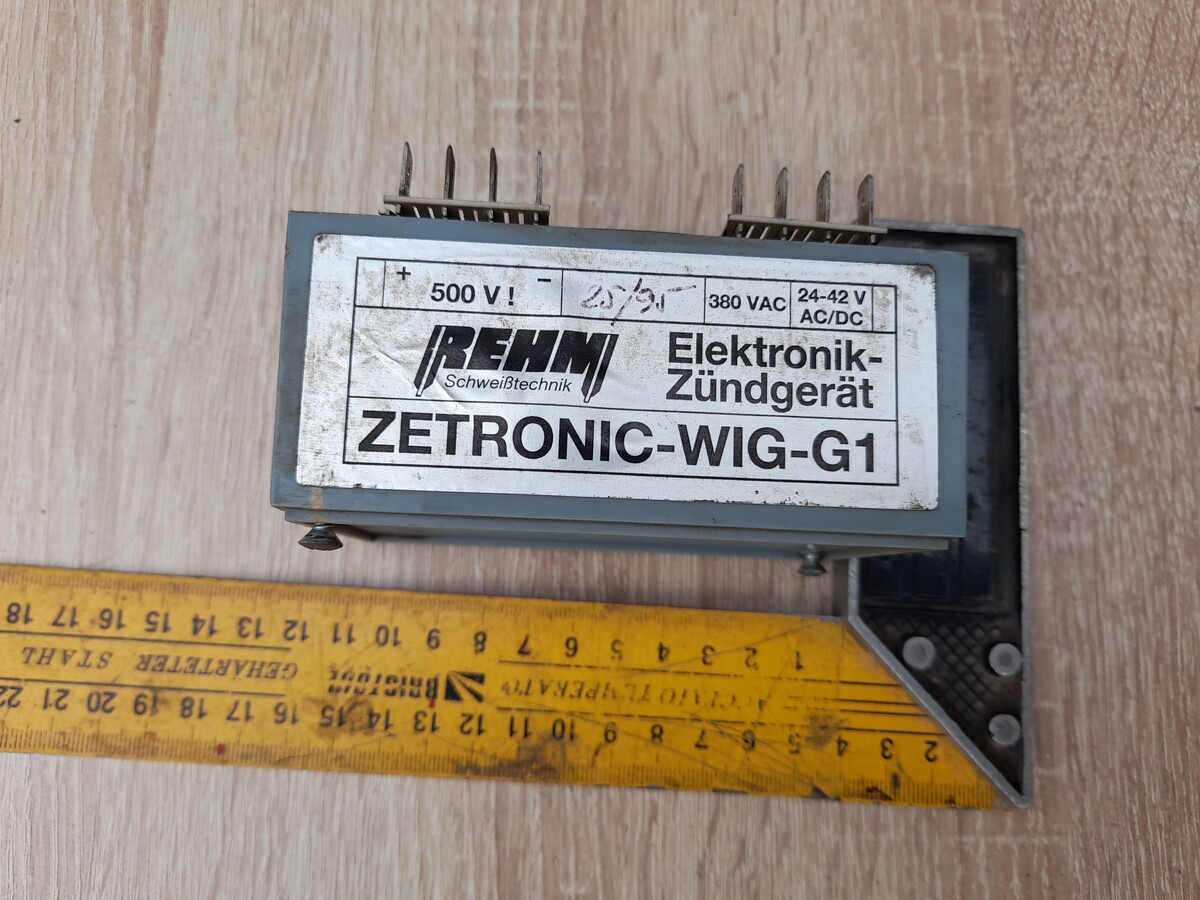 + 500 V! − 25/95 380 VAC 24-42 V
AC/DC
REHM
Schweißtechnik
Elektronik-
Zündgerät
ZETRONIC-WIG-G1
1 2 3 4 5 6 7 8 9 10 11 12 13 14 15 16 17 18
ACCIAIO TEMPERATO BRISTOOL GEHÄRTETER STAHL
2 3 4 5 6 7 8 9 10 11 12 13 14 15 16 17 18 19 20 21 22